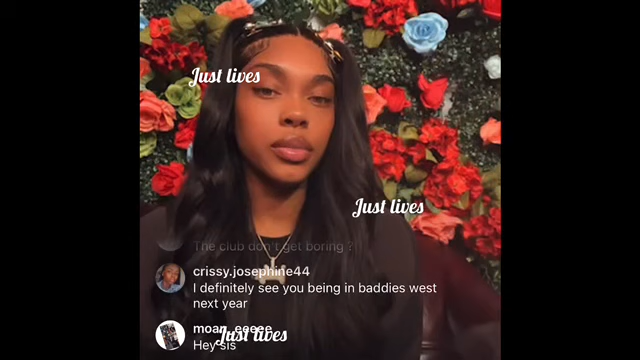 Just lives
Just lives
The club don't get boring ?
crissy.josephine44
I definitely see you being in baddies west
next year
Just lives
Hey sis